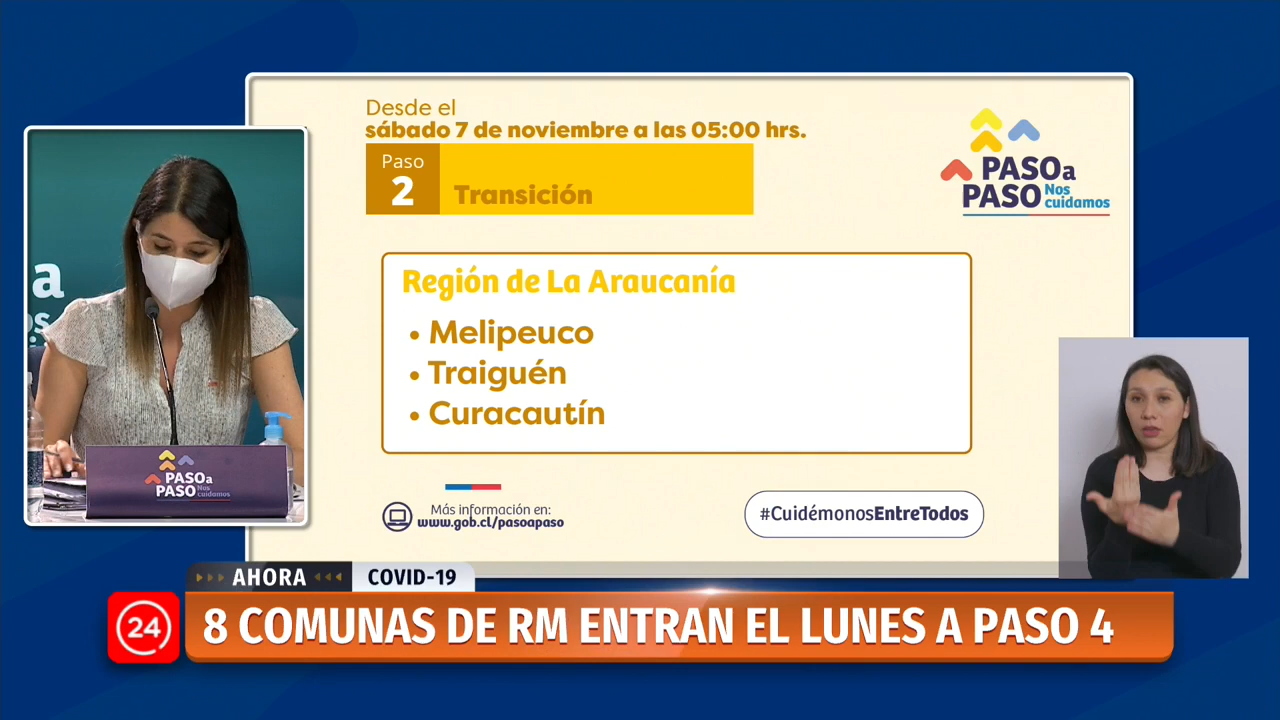 Desde el
sábado 7 de noviembre a las 05:00 hrs.
Paso
2
Transición
PASO a
PASO Nos
cuidamos
Región de La Araucanía
• Melipeuco
• Traiguén
• Curacautín
Más información en:
www.gob.cl/pasoapaso
#CuidémonosEntreTodos
a
os
PASO a
PASO Nos
cuidamos
AHORA
COVID-19
24
8 COMUNAS DE RM ENTRAN EL LUNES A PASO 4